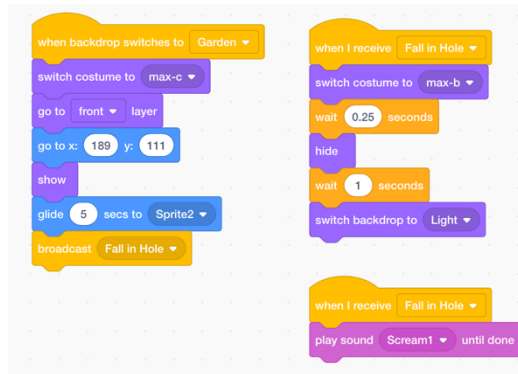 when backdrop switches to Garden
switch costume to max-c
go to front layer
go to x: 189 y: 111
show
glide 5 secs to Sprite2
broadcast Fall in Hole
when I receive Fall in Hole
switch costume to max-b
wait 0.25 seconds
hide
wait 1 seconds
switch backdrop to Light
when I receive Fall in Hole
play sound Scream1 until done